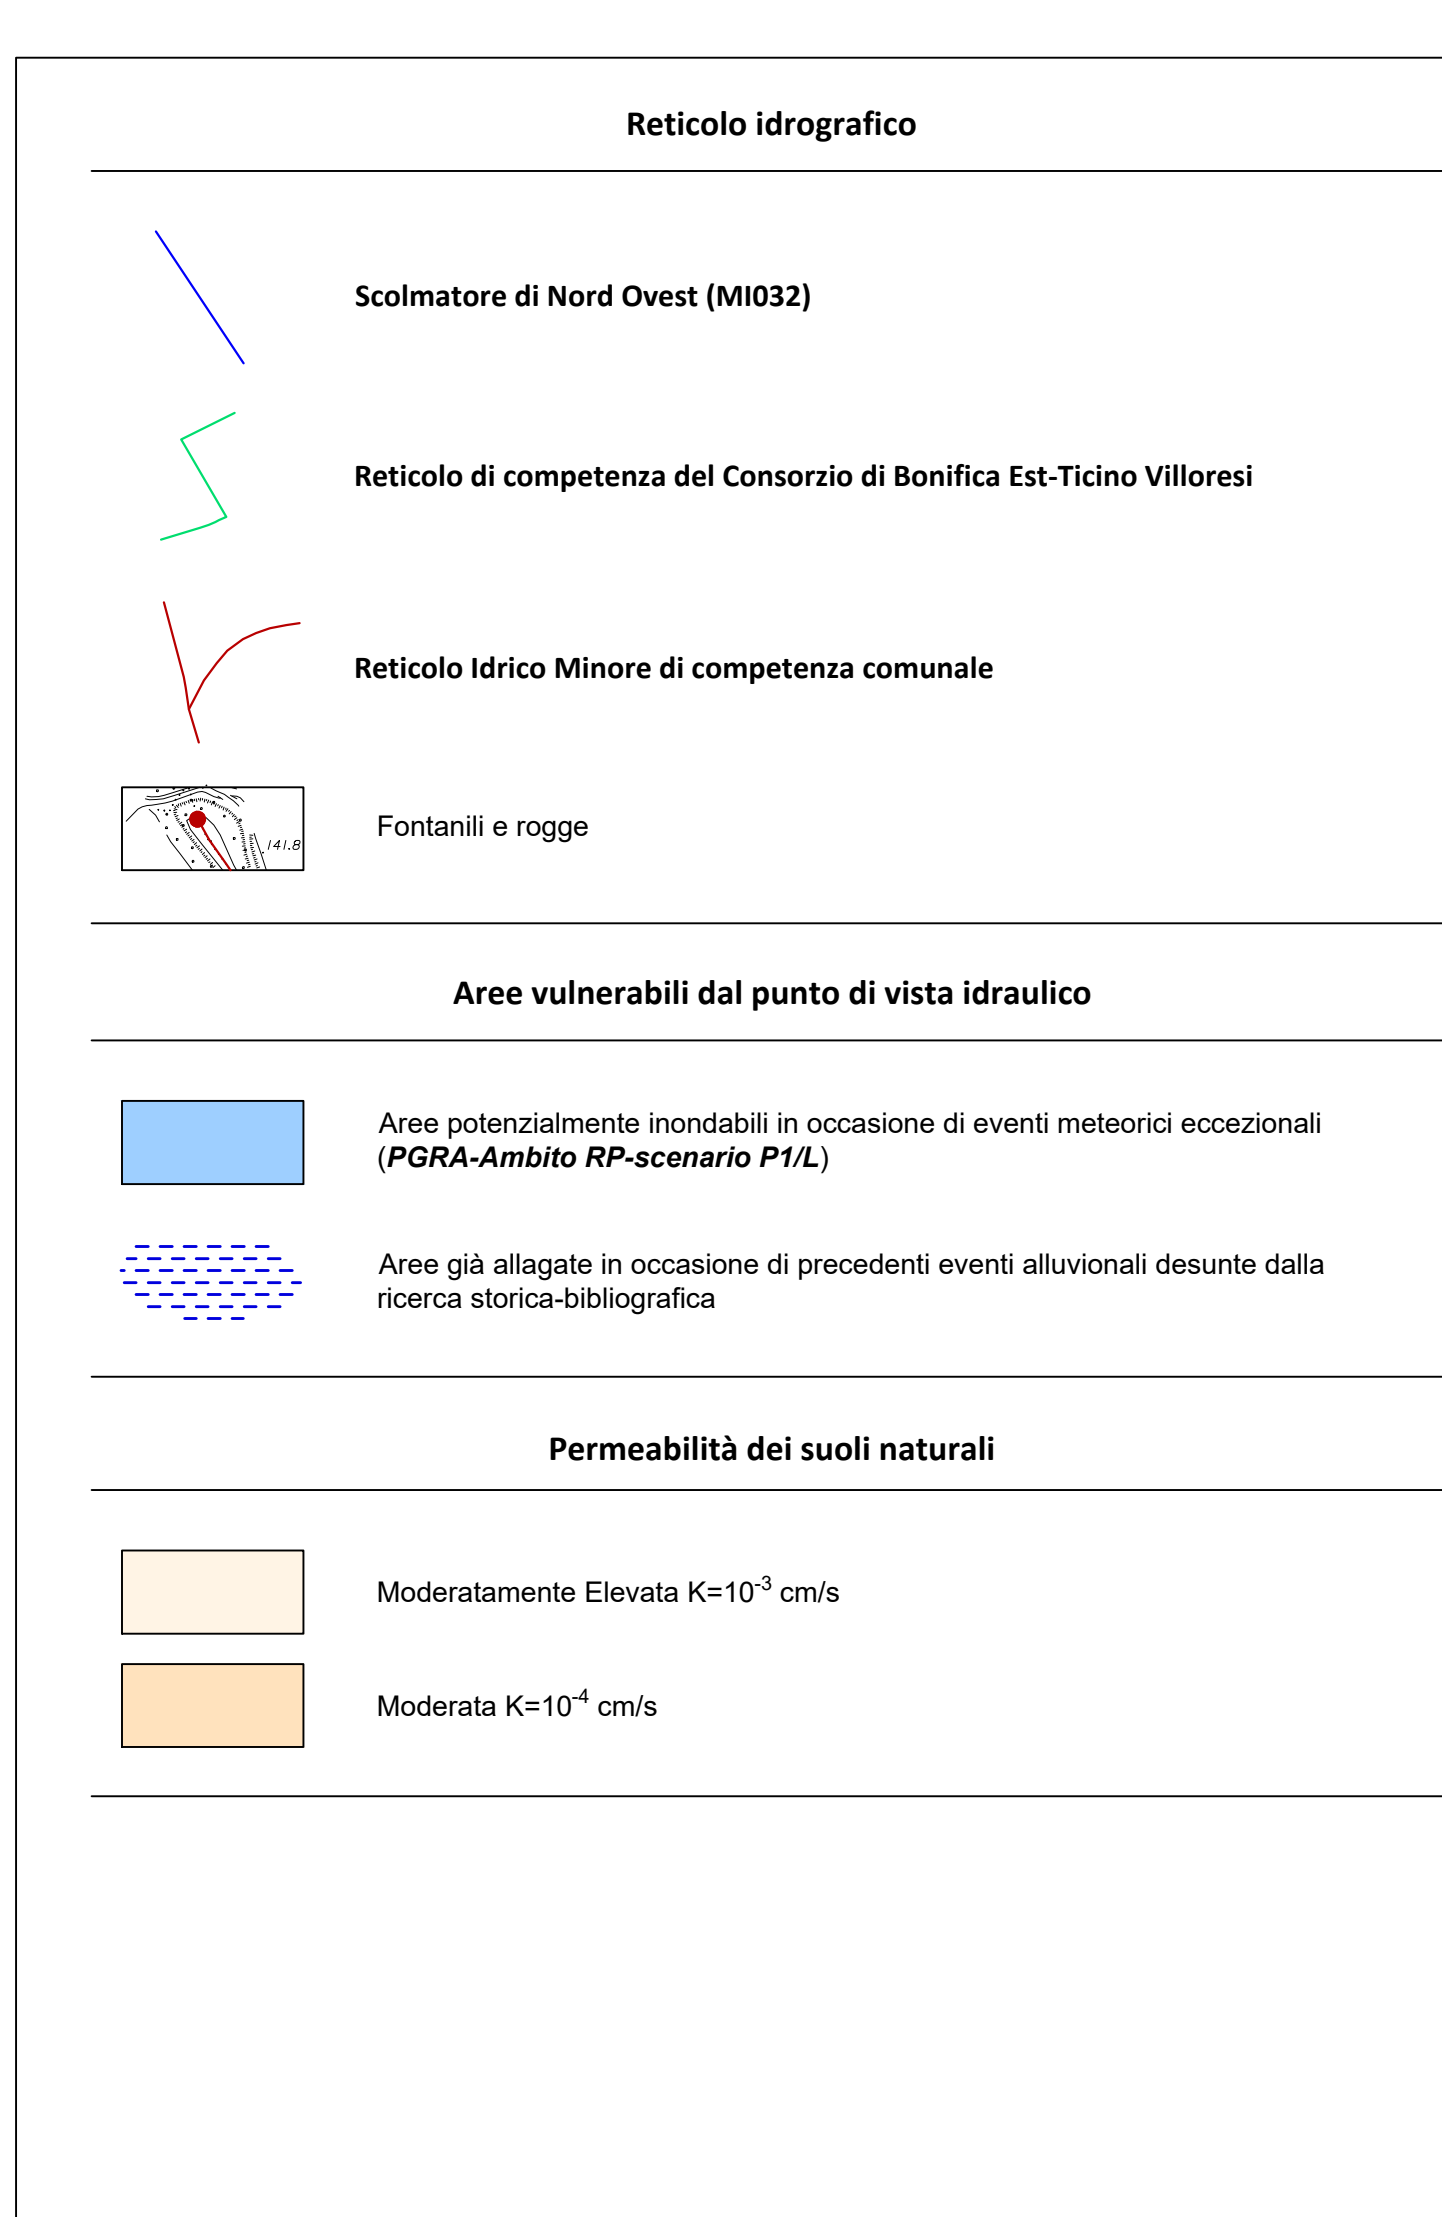 Reticolo idrografico
Scolmatore di Nord Ovest (MI032)
Reticolo di competenza del Consorzio di Bonifica Est-Ticino Villoresi
Reticolo Idrico Minore di competenza comunale
141.8
Fontanili e rogge
Aree vulnerabili dal punto di vista idraulico
Aree potenzialmente inondabili in occasione di eventi meteorici eccezionali
(PGRA-Ambito RP-scenario P1/L)
Aree già allagate in occasione di precedenti eventi alluvionali desunte dalla
ricerca storica-bibliografica
Permeabilità dei suoli naturali
Moderatamente Elevata K=10⁻³ cm/s
Moderata K=10⁻⁴ cm/s